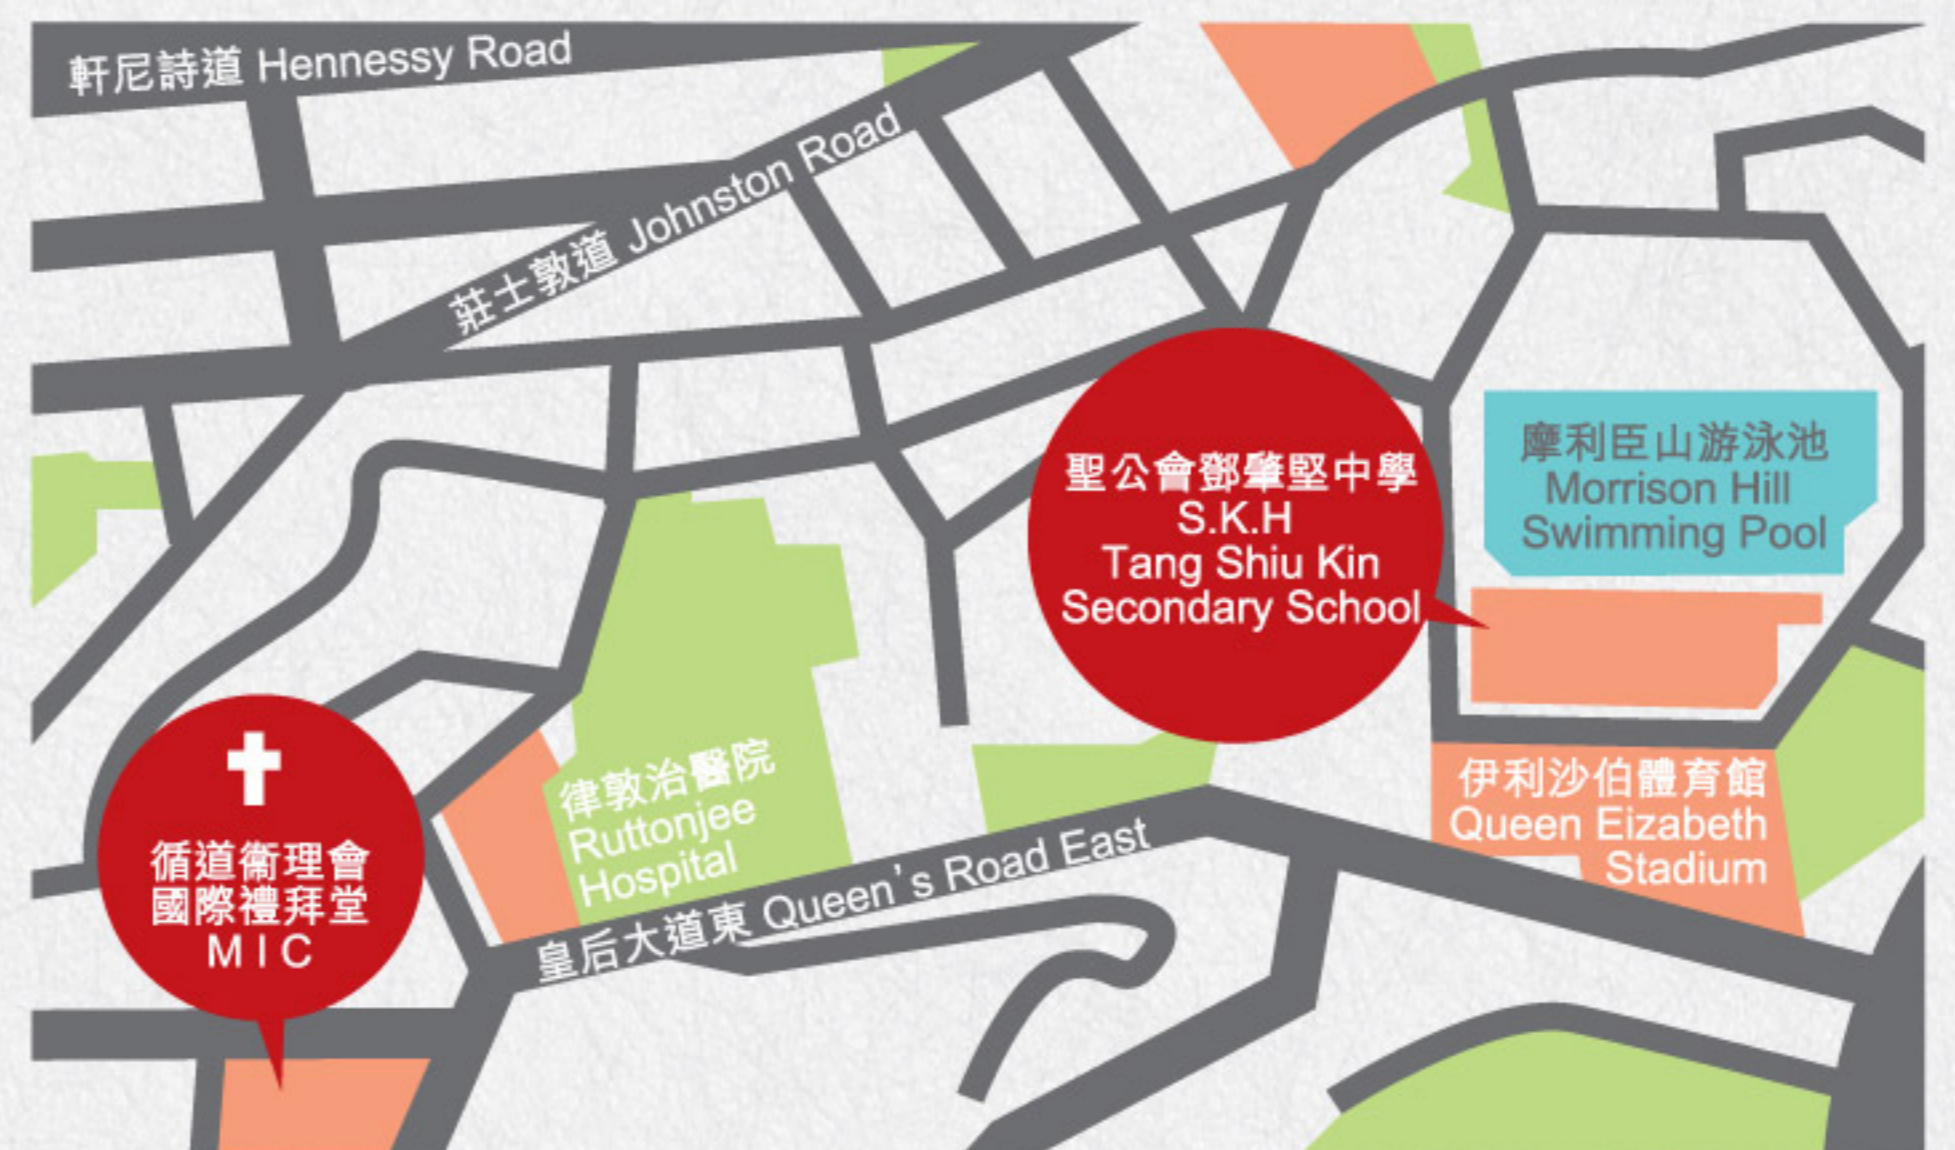 軒尼詩道 Hennessy Road
莊士敦道 Johnston Road
聖公會鄧肇堅中學
S.K.H
Tang Shiu Kin
Secondary School
摩利臣山游泳池
Morrison Hill
Swimming Pool
循道衞理會
國際禮拜堂
MIC
律敦治醫院
Ruttonjee
Hospital
皇后大道東 Queen’s Road East
伊利沙伯體育館
Queen Eizabeth
Stadium